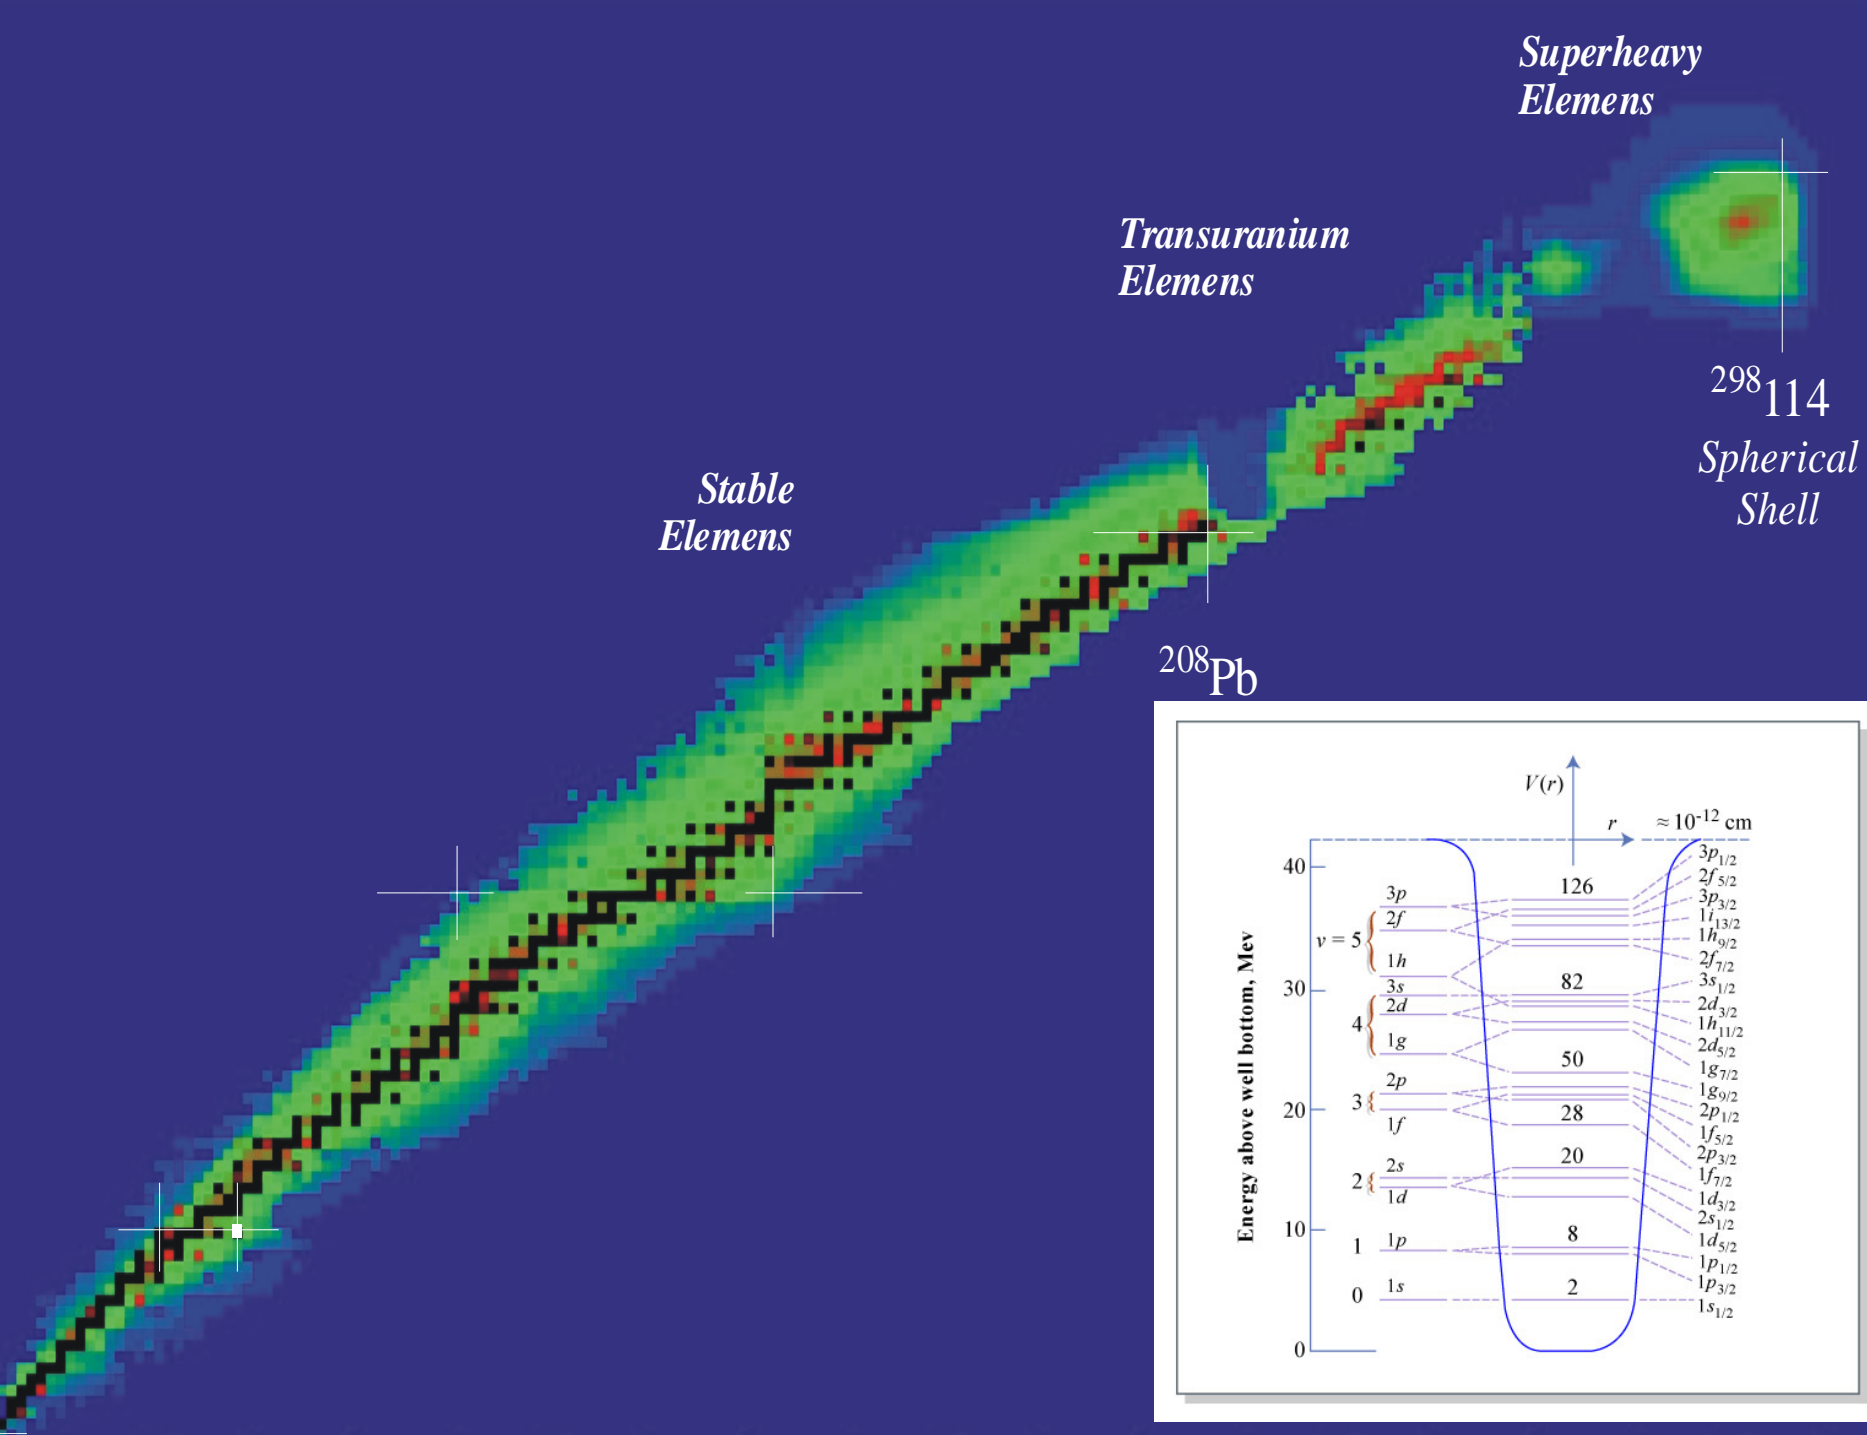 Superheavy
Elemens
Transuranium
Elemens
298114
Spherical
Shell
Stable
Elemens
208Pb
V(r)
r
≈ 10-12 cm
Energy above well bottom, Mev
40
30
20
10
0
v = 5
4
3
2
1
0
3p
2f
1h
3s
2d
1g
2p
1f
2s
1d
1p
1s
126
82
50
28
20
8
2
3p1/2
2f5/2
3p3/2
1i13/2
1h9/2
2f7/2
3s1/2
2d3/2
1h11/2
2d5/2
1g7/2
1g9/2
2p1/2
1f5/2
2p3/2
1f7/2
1d3/2
2s1/2
1d5/2
1p1/2
1p3/2
1s1/2